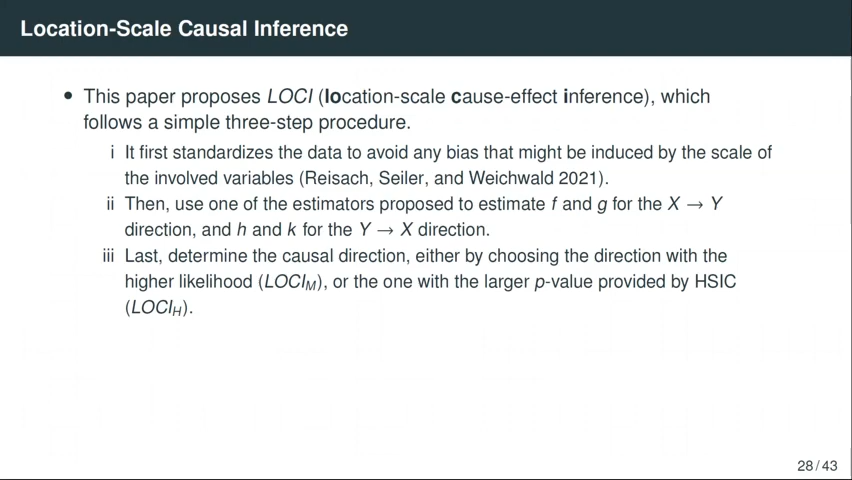 Location-Scale Causal Inference
• This paper proposes LOCI (location-scale cause-effect inference), which
follows a simple three-step procedure.
i It first standardizes the data to avoid any bias that might be induced by the scale of
the involved variables (Reisach, Seiler, and Weichwald 2021).
ii Then, use one of the estimators proposed to estimate f and g for the X → Y
direction, and h and k for the Y → X direction.
iii Last, determine the causal direction, either by choosing the direction with the
higher likelihood (LOCI_M), or the one with the larger p-value provided by HSIC
(LOCI_H).
28 / 43